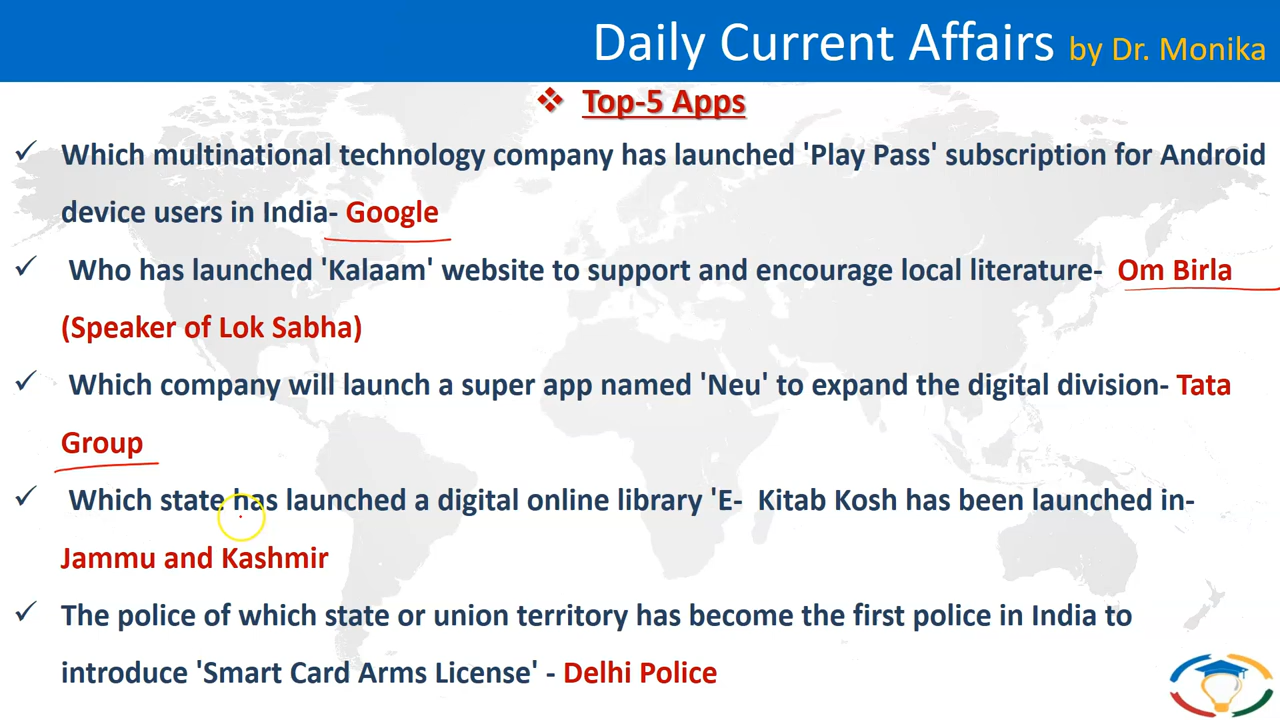 Daily Current Affairs by Dr. Monika
❖ Top-5 Apps
✓ Which multinational technology company has launched 'Play Pass' subscription for Android
device users in India- Google
✓ Who has launched 'Kalaam' website to support and encourage local literature- Om Birla
(Speaker of Lok Sabha)
✓ Which company will launch a super app named 'Neu' to expand the digital division- Tata
Group
✓ Which state has launched a digital online library 'E- Kitab Kosh has been launched in-
Jammu and Kashmir
✓ The police of which state or union territory has become the first police in India to
introduce 'Smart Card Arms License' - Delhi Police